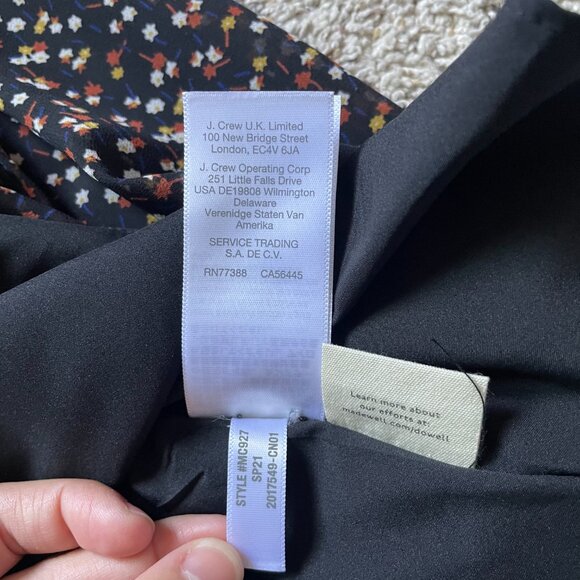 J. Crew U.K. Limited
100 New Bridge Street
London, EC4V 6JA
J. Crew Operating Corp
251 Little Falls Drive
USA DE19808 Wilmington
Delaware
Verenidge Staten Van
Amerika
SERVICE TRADING
S.A. DE C.V.
RN77388 CA56445
Learn more about
our efforts at:
madewell.com/dowell
STYLE #MC927
SP21
2017549-CN01